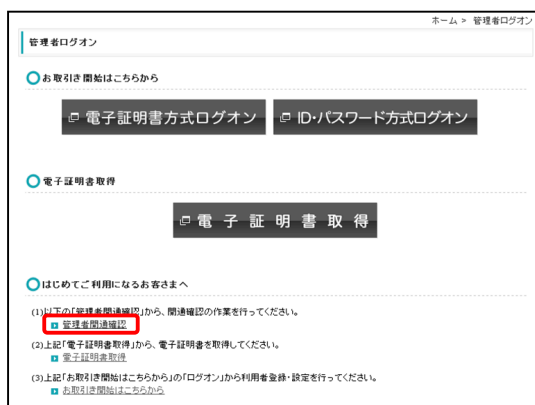 ホーム > 管理者ログオン
管理者ログオン
お取引き開始はこちらから
電子証明書方式ログオン
ID・パスワード方式ログオン
電子証明書取得
電子証明書取得
はじめてご利用になるお客さまへ
(1)以下の「管理者開通確認」から、開通確認の作業を行ってください。
管理者開通確認
(2)上記「電子証明書取得」から、電子証明書を取得してください。
電子証明書取得
(3)上記「お取引き開始はこちらから」の「ログオン」から利用者登録・設定を行ってください。
お取引き開始はこちらから